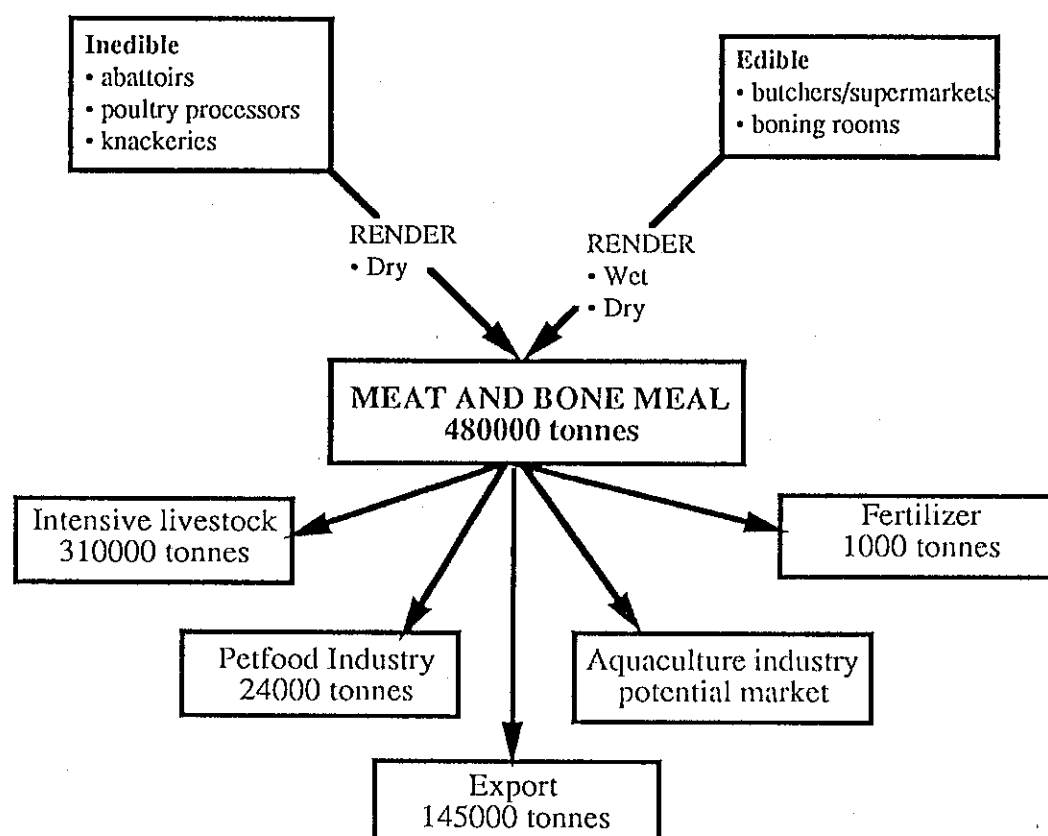 Inedible
• abattoirs
• poultry processors
• knackeries
Edible
• butchers/supermarkets
• boning rooms
RENDER
• Dry
RENDER
• Wet
• Dry
MEAT AND BONE MEAL
480000 tonnes
Intensive livestock
310000 tonnes
Fertilizer
1000 tonnes
Petfood Industry
24000 tonnes
Aquaculture industry
potential market
Export
145000 tonnes